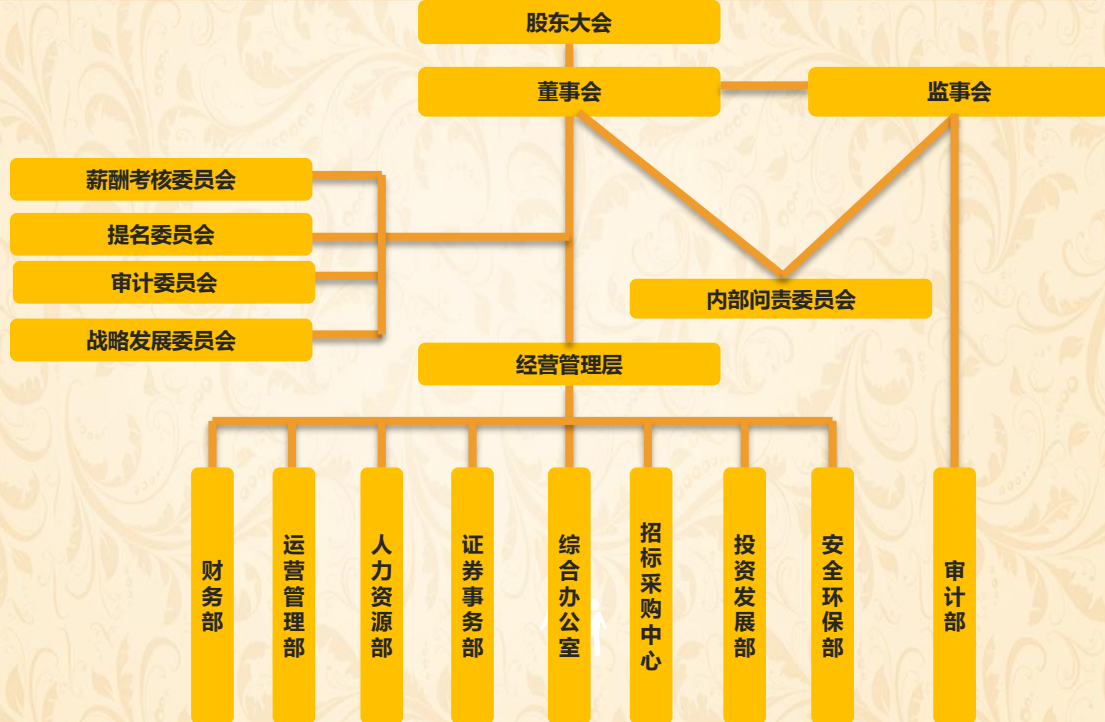 股东大会
董事会
监事会
薪酬考核委员会
提名委员会
审计委员会
战略发展委员会
内部问责委员会
经营管理层
财务部
运营管理部
人力资源部
证券事务部
综合办公室
招标采购中心
投资发展部
安全环保部
审计部